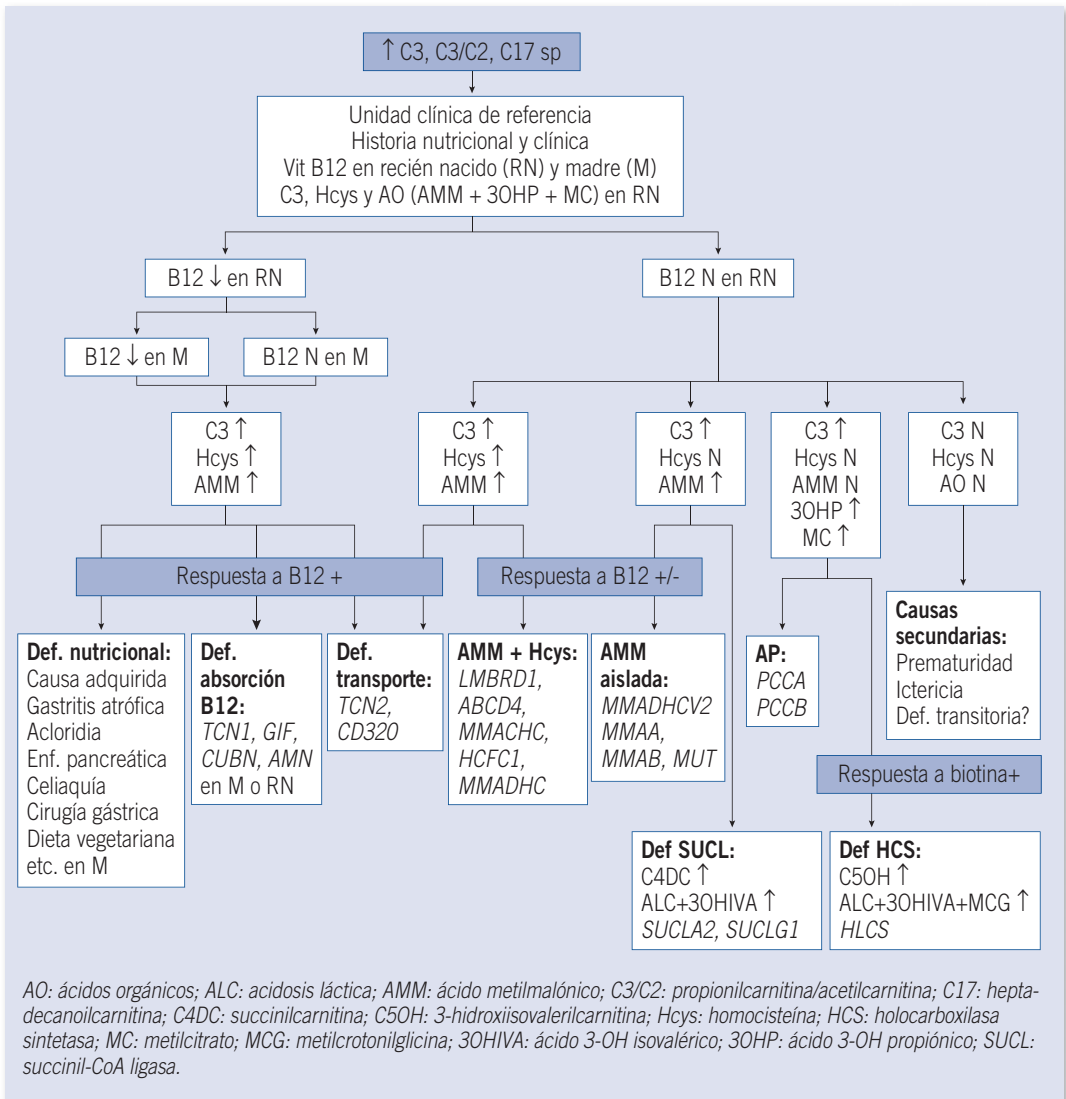 ↑ C3, C3/C2, C17 sp
Unidad clínica de referencia
Historia nutricional y clínica
Vit B12 en recién nacido (RN) y madre (M)
C3, Hcys y AO (AMM + 3OHP + MC) en RN
B12 ↓ en RN
B12 N en RN
B12 ↓ en M
B12 N en M
C3 ↑
Hcys ↑
AMM ↑
C3 ↑
Hcys ↑
AMM ↑
C3 ↑
Hcys N
AMM ↑
C3 ↑
Hcys N
AMM N
3OHP ↑
MC ↑
C3 N
Hcys N
AO N
Respuesta a B12 +
Respuesta a B12 +/-
Def. nutricional:
Causa adquirida
Gastritis atrófica
Acloridia
Enf. pancreática
Celiaquía
Cirugía gástrica
Dieta vegetariana
etc. en M
Def.
absorción
B12:
TCN1, GIF,
CUBN, AMN
en M o RN
Def.
transporte:
TCN2,
CD320
AMM + Hcys:
LMBRD1,
ABCD4,
MMACHC,
HCFC1,
MMADHC
AMM
aislada:
MMADHCV2
MMAA,
MMAB, MUT
AP:
PCCA
PCCB
Causas
secundarias:
Prematuridad
Ictericia
Def. transitoria?
Respuesta a biotina+
Def SUCL:
C4DC ↑
ALC+3OHIVA ↑
SUCLA2, SUCLG1
Def HCS:
C5OH ↑
ALC+3OHIVA+MCG ↑
HLCS
AO: ácidos orgánicos; ALC: acidosis láctica; AMM: ácido metilmalónico; C3/C2: propionilcarnitina/acetilcarnitina; C17: hepta-
decanoilcarnitina; C4DC: succinilcarnitina; C5OH: 3-hidroxiisovalerilcarnitina; Hcys: homocisteína; HCS: holocarboxilasa
sintetasa; MC: metilcitrato; MCG: metilcrotonilglicina; 3OHIVA: ácido 3-OH isovalérico; 3OHP: ácido 3-OH propiónico; SUCL:
succinil-CoA ligasa.